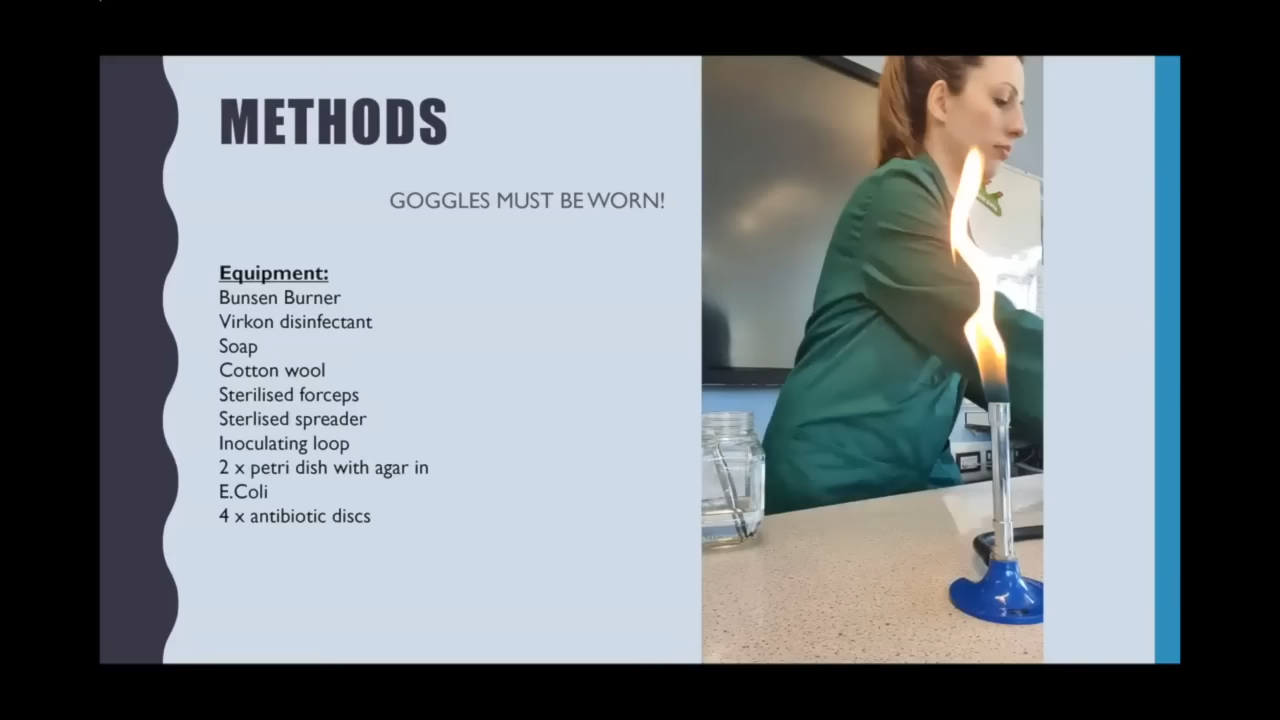 METHODS
GOGGLES MUST BE WORN!
Equipment:
Bunsen Burner
Virkon disinfectant
Soap
Cotton wool
Sterilised forceps
Sterlised spreader
Inoculating loop
2 x petri dish with agar in
E.Coli
4 x antibiotic discs